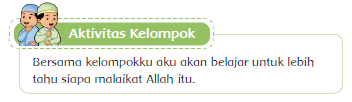 Aktivitas Kelompok
Bersama kelompokku aku akan belajar untuk lebih
tahu siapa malaikat Allah itu.